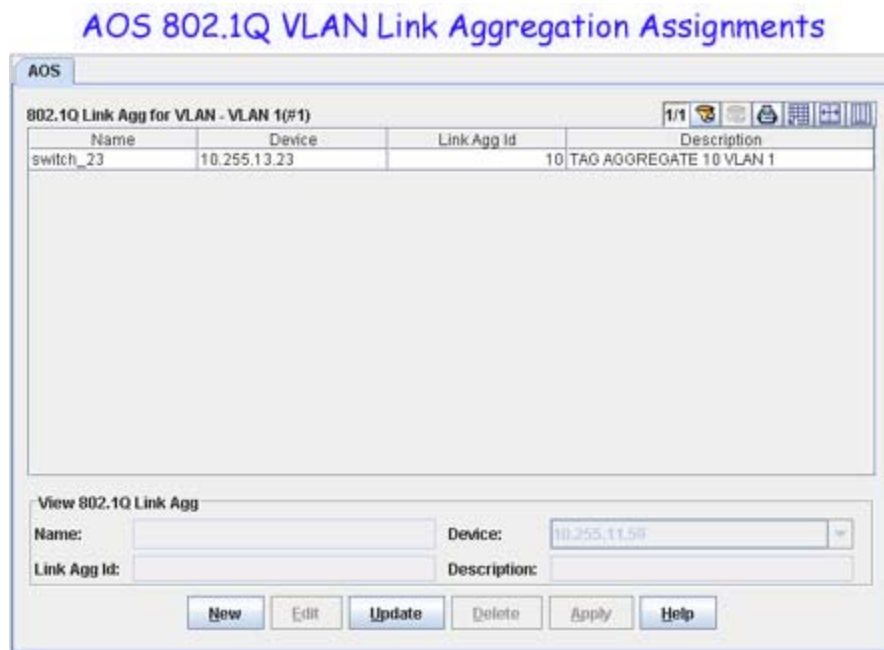 AOS 802.1Q VLAN Link Aggregation Assignments
AOS
802.1Q Link Agg for VLAN - VLAN 1(#1) 1/1
Name Device Link Agg Id Description
switch_23 10.255.13.23 10 TAG AGGREGATE 10 VLAN 1
View 802.1Q Link Agg
Name: Device: 10.255.11.59
Link Agg Id: Description:
New Edit Update Delete Apply Help